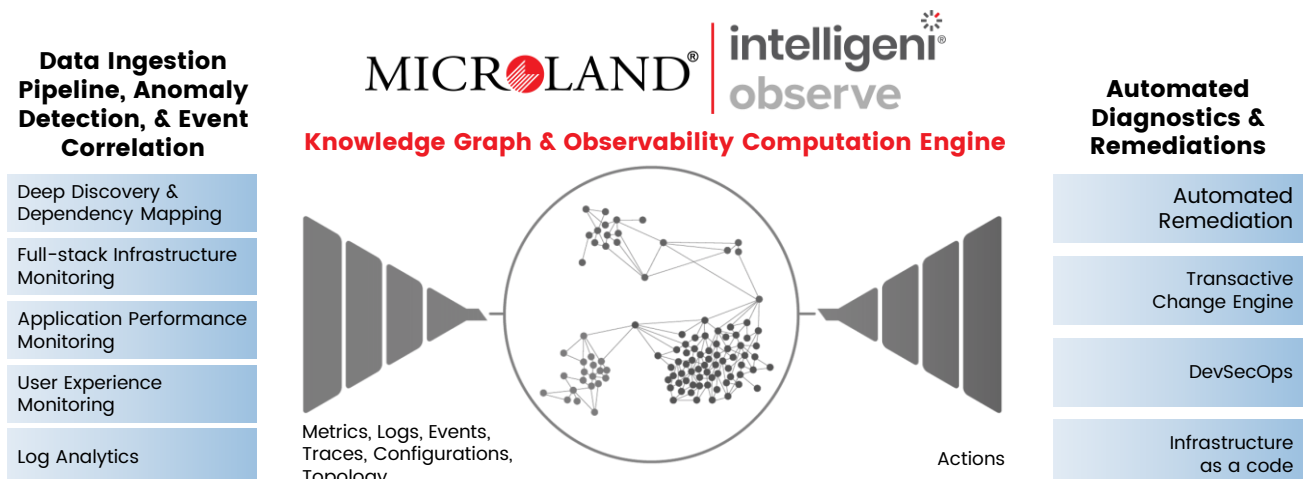 Data Ingestion
Pipeline, Anomaly
Detection, & Event
Correlation
Deep Discovery &
Dependency Mapping
Full-stack Infrastructure
Monitoring
Application Performance
Monitoring
User Experience
Monitoring
Log Analytics
MICROLAND®
intelligeni®
observe
Knowledge Graph & Observability Computation Engine
Metrics, Logs, Events,
Traces, Configurations,
Topology
Actions
Automated
Diagnostics &
Remediations
Automated
Remediation
Transactive
Change Engine
DevSecOps
Infrastructure
as a code